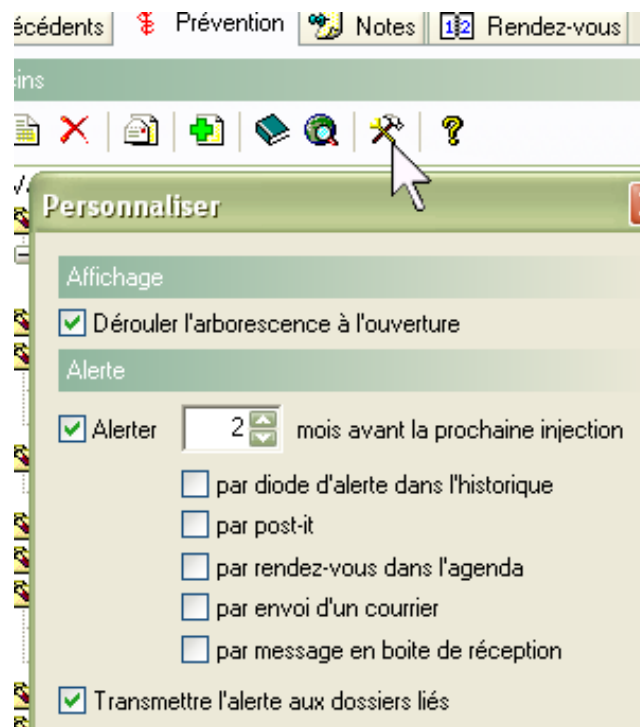 écédents Prévention Notes 12 Rendez-vous
ins
?
Personnaliser
Affichage
Dérouler l'arborescence à l'ouverture
Alerte
Alerter 2 mois avant la prochaine injection
par diode d'alerte dans l'historique
par post-it
par rendez-vous dans l'agenda
par envoi d'un courrier
par message en boite de réception
Transmettre l'alerte aux dossiers liés